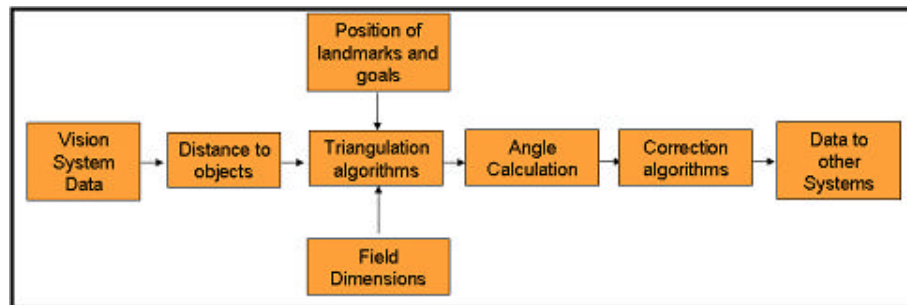 Position of
landmarks and
goals
Vision
System
Data
Distance to
objects
Triangulation
algorithms
Angle
Calculation
Correction
algorithms
Data to
other
Systems
Field
Dimensions